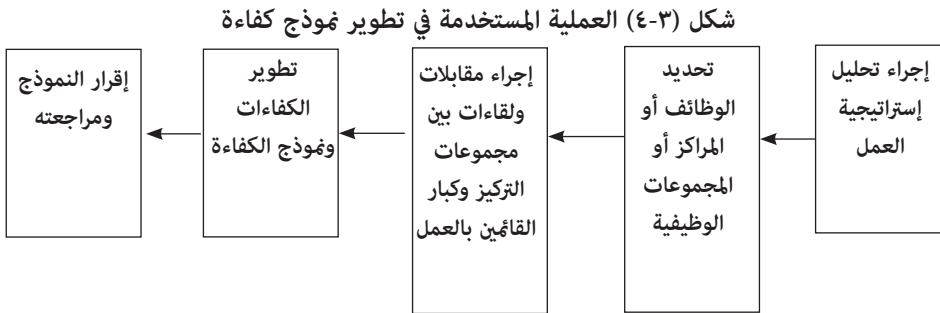 شكل (٣-٤) العملية المستخدمة في تطوير نموذج كفاءة
إجراء تحليل
إستراتيجية
العمل
تحديد
الوظائف أو
المراكز أو
المجموعات
الوظيفية
إجراء مقابلات
ولقاءات بين
مجموعات
التركيز وكبار
القائمين بالعمل
تطوير
الكفاءات
ونموذج الكفاءة
إقرار النموذج
ومراجعته